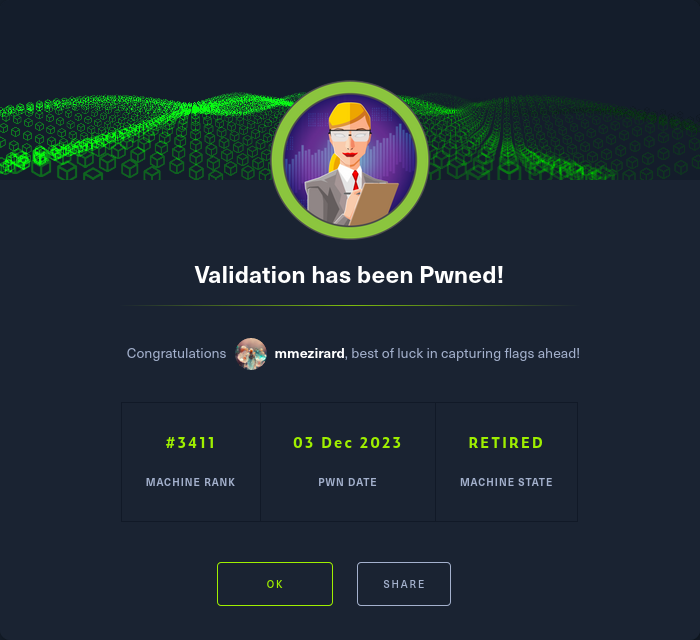 Validation has been Pwned!
Congratulations mmezirard, best of luck in capturing flags ahead!
#3411 03 Dec 2023 RETIRED
MACHINE RANK PWN DATE MACHINE STATE
OK SHARE